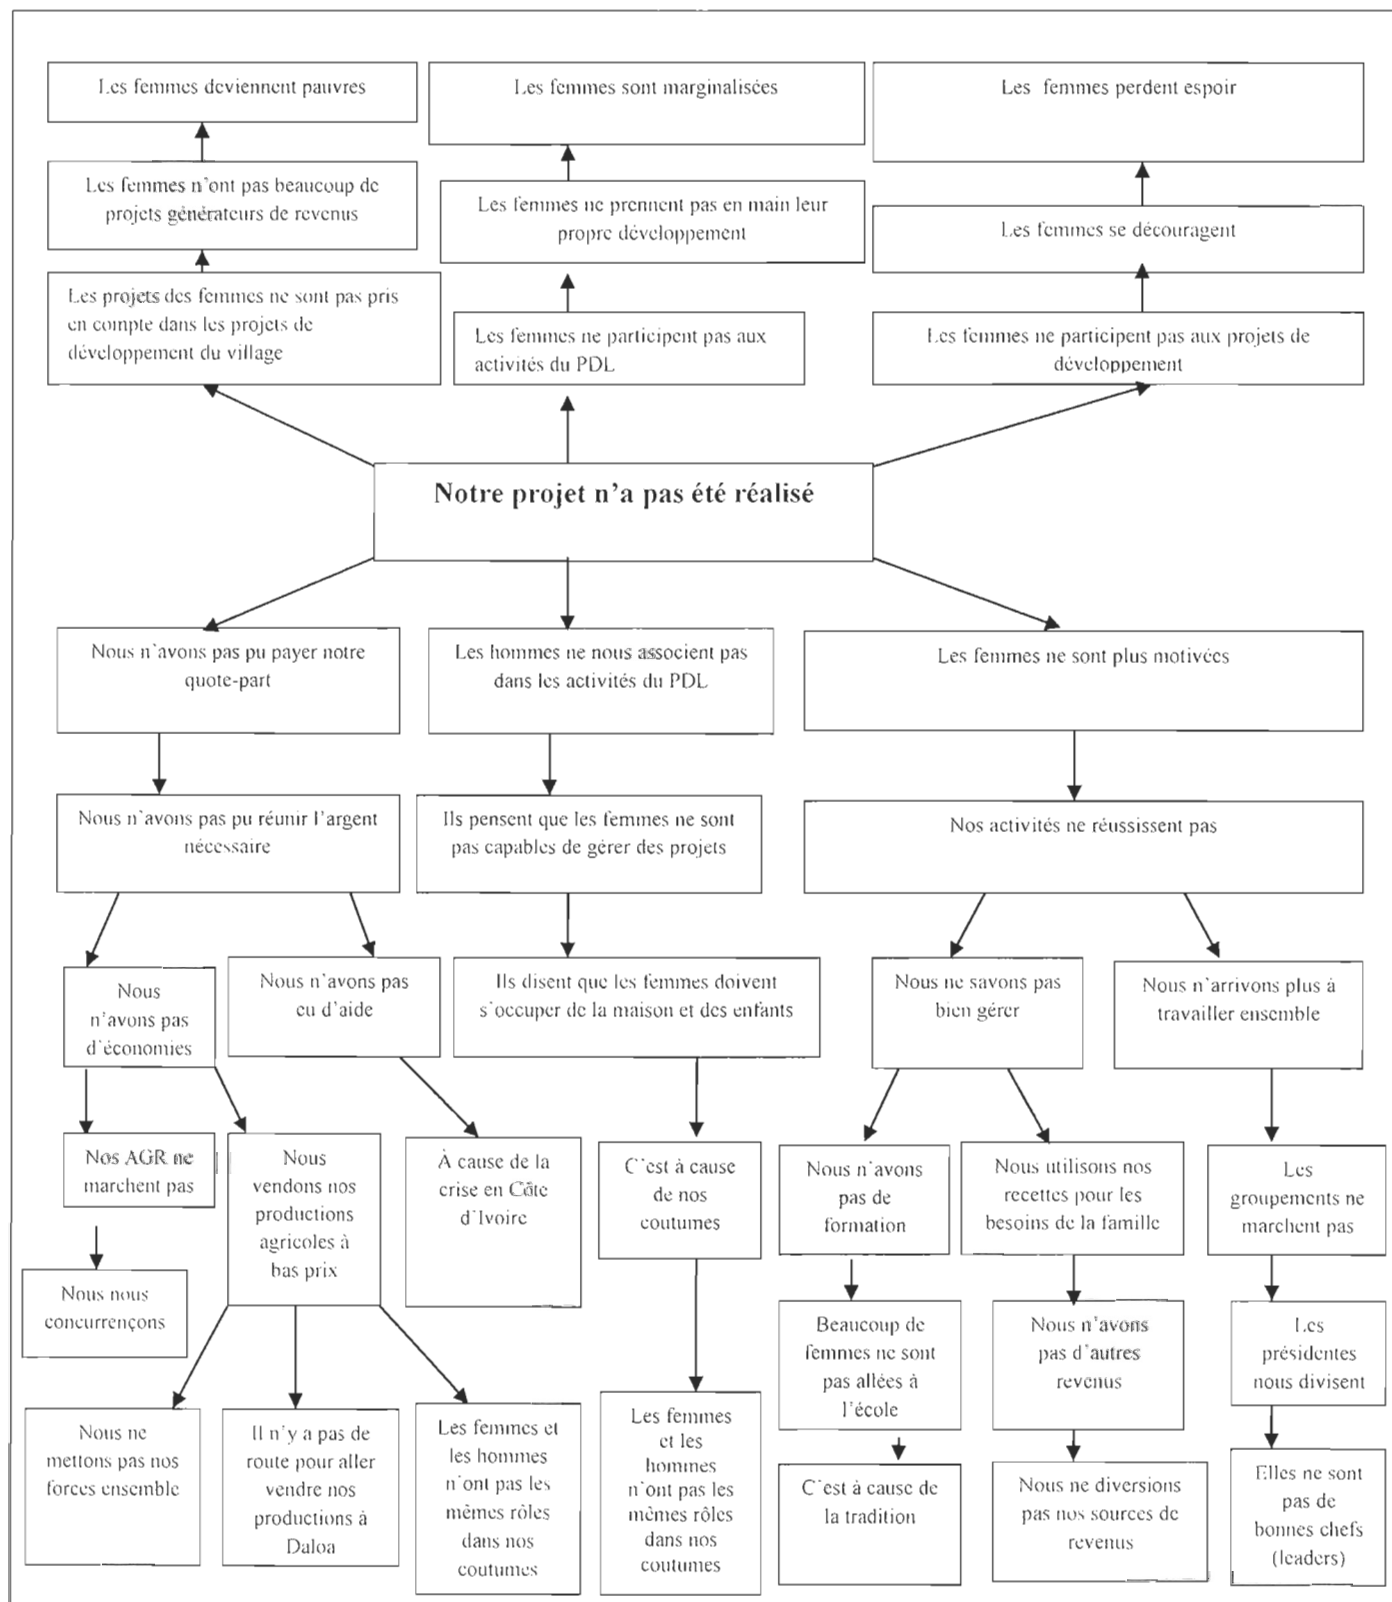 Les femmes deviennent pauvres
Les femmes sont marginalisées
Les femmes perdent espoir
Les femmes n'ont pas beaucoup de
projets générateurs de revenus
Les femmes ne prennent pas en main leur
propre développement
Les femmes se découragent
Les projets des femmes ne sont pas pris
en compte dans les projets de
développement du village
Les femmes ne participent pas aux
activités du PDL
Les femmes ne participent pas aux projets de
développement
Notre projet n'a pas été réalisé
Nous n'avons pas pu payer notre
quote-part
Les hommes ne nous associent pas
dans les activités du PDL
Les femmes ne sont plus motivées
Nous n'avons pas pu réunir l'argent
nécessaire
Ils pensent que les femmes ne sont
pas capables de gérer des projets
Nos activités ne réussissent pas
Nous
n'avons pas
d'économies
Nous n'avons pas
eu d'aide
Ils disent que les femmes doivent
s'occuper de la maison et des enfants
Nous ne savons pas
bien gérer
Nous n'arrivons plus à
travailler ensemble
Nos AGR ne
marchent pas
Nous
vendons nos
productions
agricoles à
bas prix
À cause de la
crise en Côte
d'Ivoire
C'est à cause
de nos
coutumes
Nous n'avons
pas de
formation
Nous utilisons nos
recettes pour les
besoins de la famille
Les
groupements ne
marchent pas
Nous nous
concurrençons
Beaucoup de
femmes ne sont
pas allées à
l'école
Nous n'avons
pas d'autres
revenus
Les
présidentes
nous divisent
Nous ne
mettons pas nos
forces ensemble
Il n'y a pas de
route pour aller
vendre nos
productions à
Daloa
Les femmes et
les hommes
n'ont pas les
mêmes rôles
dans nos
coutumes
Les femmes
et les
hommes
n'ont pas les
mêmes rôles
dans nos
coutumes
C'est à cause de
la tradition
Nous ne diversions
pas nos sources de
revenus
Elles ne sont
pas de
bonnes chefs
(leaders)